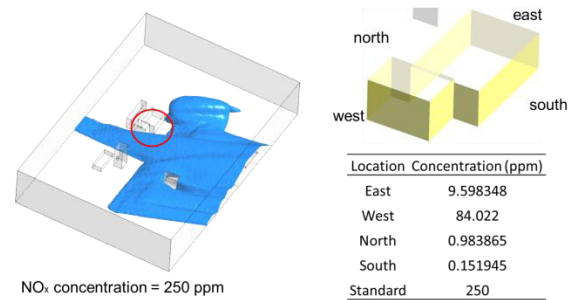 east
north
west
south
Location Concentration (ppm)
East 9.598348
West 84.022
North 0.983865
South 0.151945
Standard 250
NOx concentration = 250 ppm